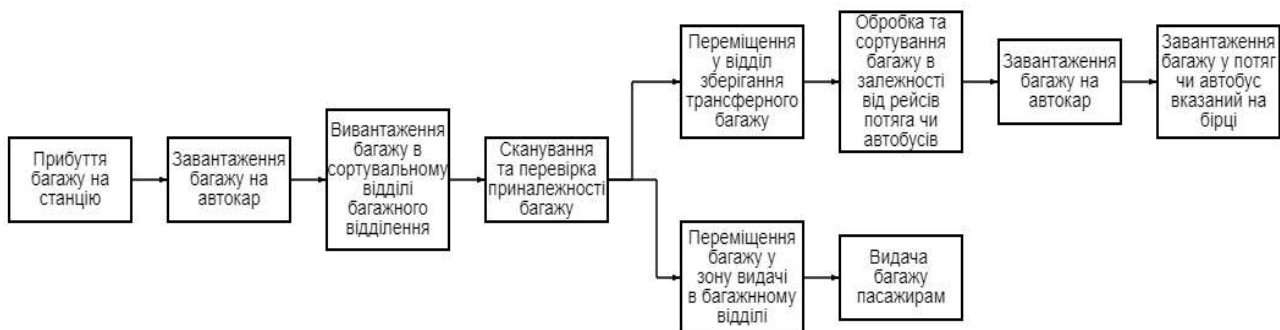 Прибуття
багажу на
станцію
Завантаження
багажу на
автокар
Вивантаження
багажу в
сортувальному
відділі
багажного
відділення
Сканування
та перевірка
приналежності
багажу
Переміщення
у відділ
зберігання
трансферного
багажу
Обробка та
сортування
багажу в
залежності
від рейсів
потяга чи
автобусів
Завантаження
багажу на
автокар
Завантаження
багажу у потяг
чи автобус
вказаний на
бірці
Переміщення
багажу у
зону видачі
в багажнному
відділі
Видача
багажу
пасажирам